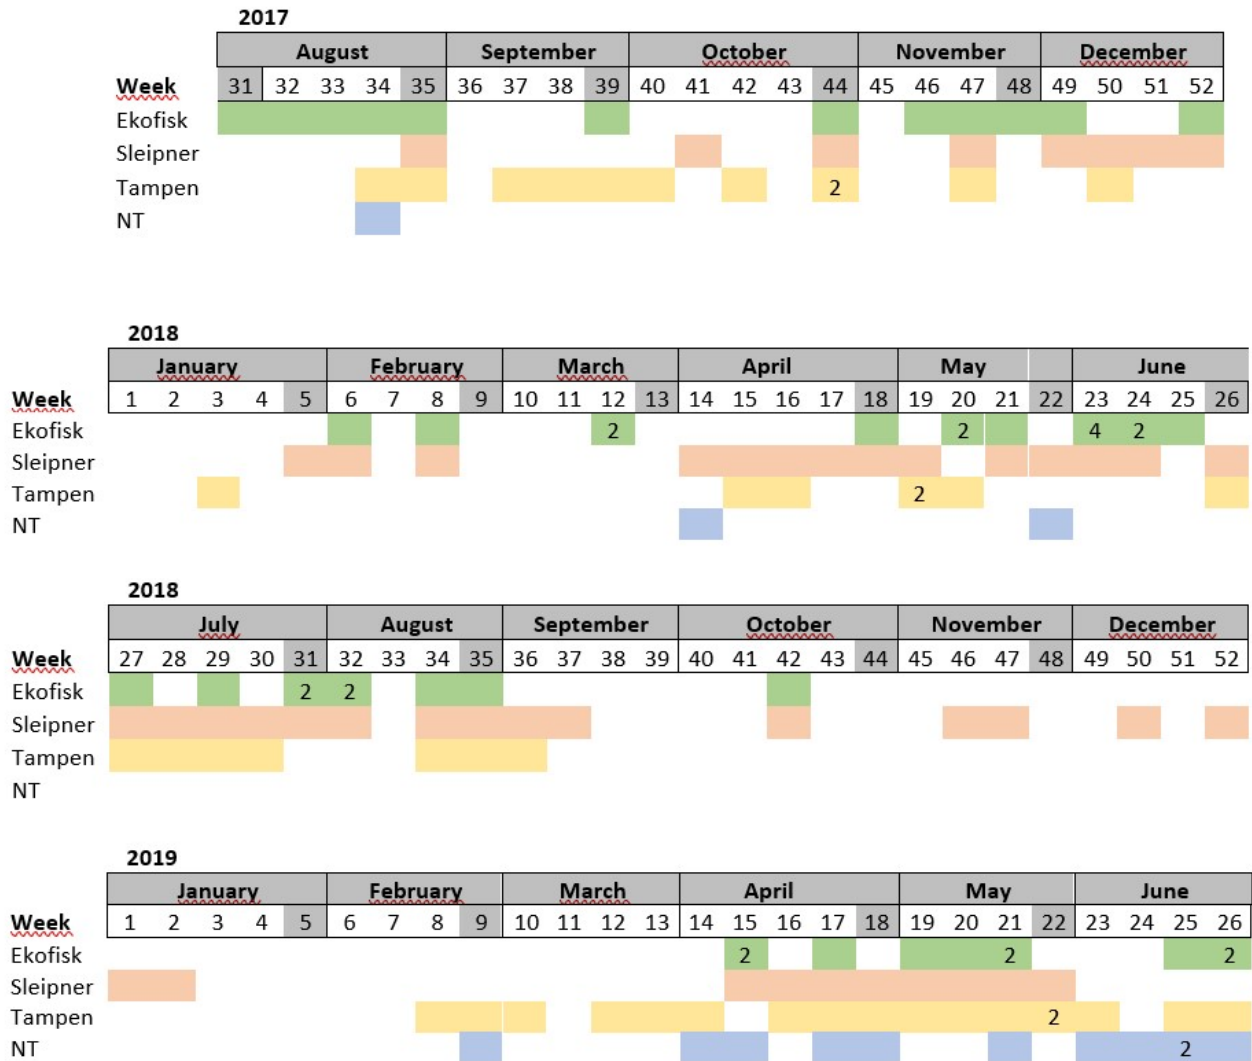 2017
August September October November December
Week 31 32 33 34 35 36 37 38 39 40 41 42 43 44 45 46 47 48 49 50 51 52
Ekofisk
Sleipner
Tampen 2
NT
2018
January February March April May June
Week 1 2 3 4 5 6 7 8 9 10 11 12 13 14 15 16 17 18 19 20 21 22 23 24 25 26
Ekofisk 2 2 4 2
Sleipner
Tampen 2
NT
2018
July August September October November December
Week 27 28 29 30 31 32 33 34 35 36 37 38 39 40 41 42 43 44 45 46 47 48 49 50 51 52
Ekofisk 2 2
Sleipner
Tampen
NT
2019
January February March April May June
Week 1 2 3 4 5 6 7 8 9 10 11 12 13 14 15 16 17 18 19 20 21 22 23 24 25 26
Ekofisk 2 2 2
Sleipner
Tampen 2
NT 2